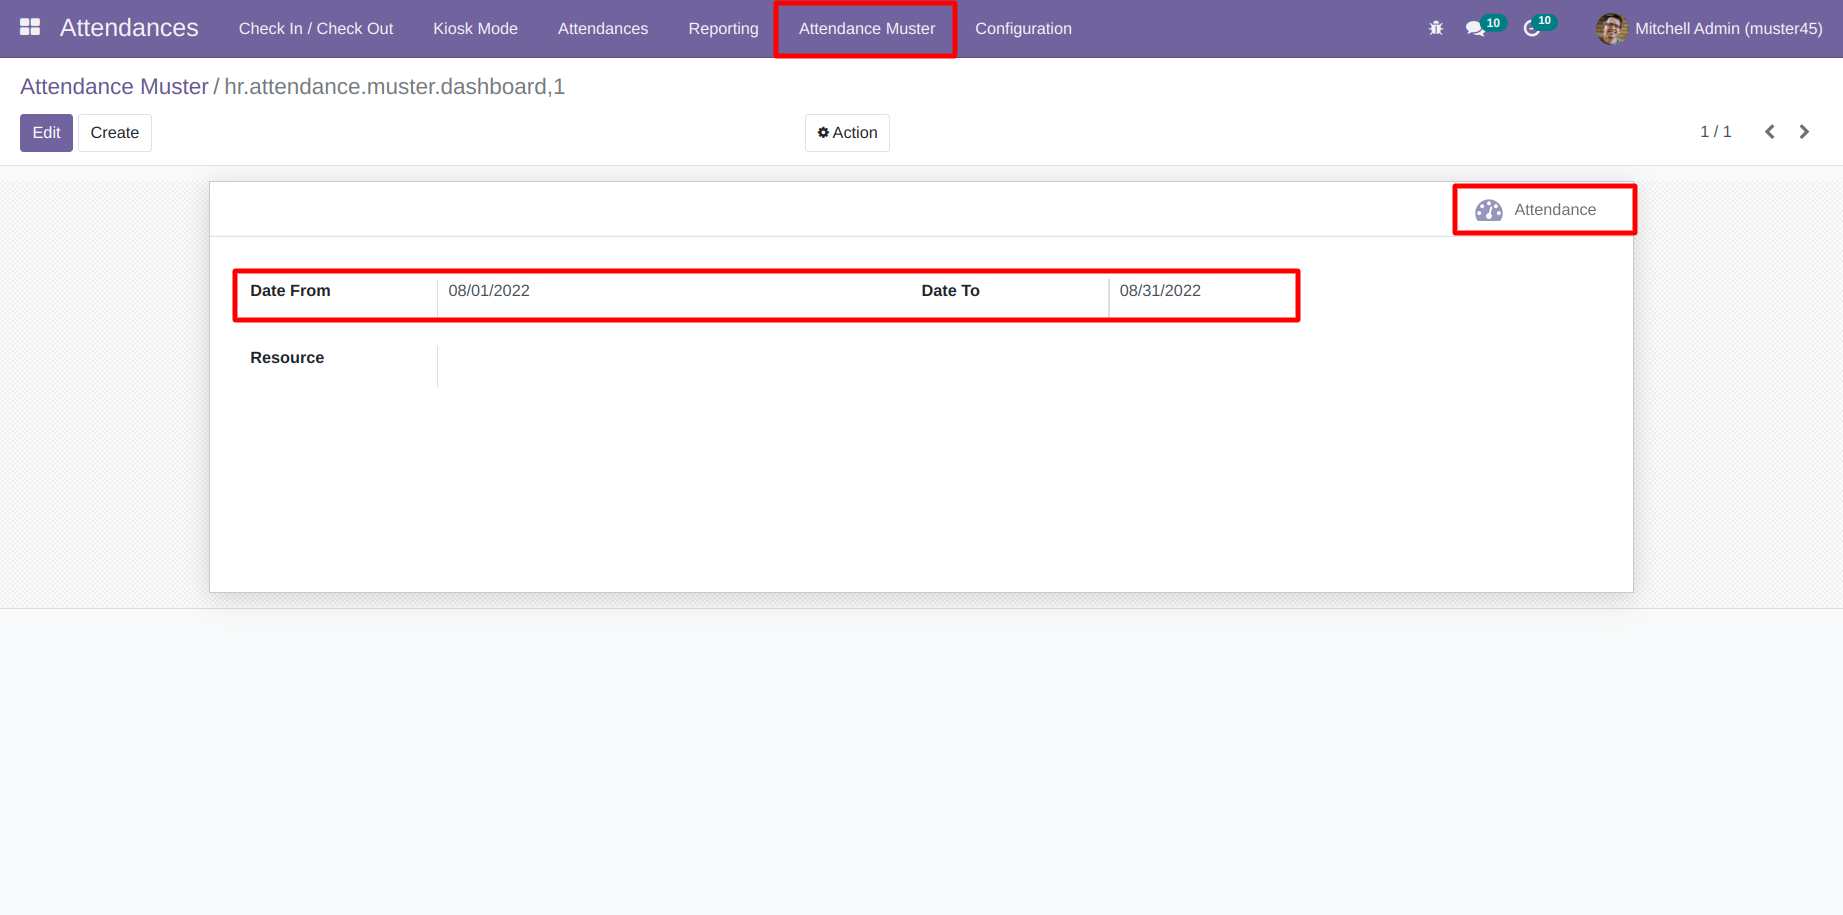 Attendances Check In / Check Out Kiosk Mode Attendances Reporting Attendance Muster Configuration 10 10 Mitchell Admin (muster45)
Attendance Muster / hr.attendance.muster.dashboard,1
Edit Create Action 1 / 1
Attendance
Date From 08/01/2022 Date To 08/31/2022
Resource